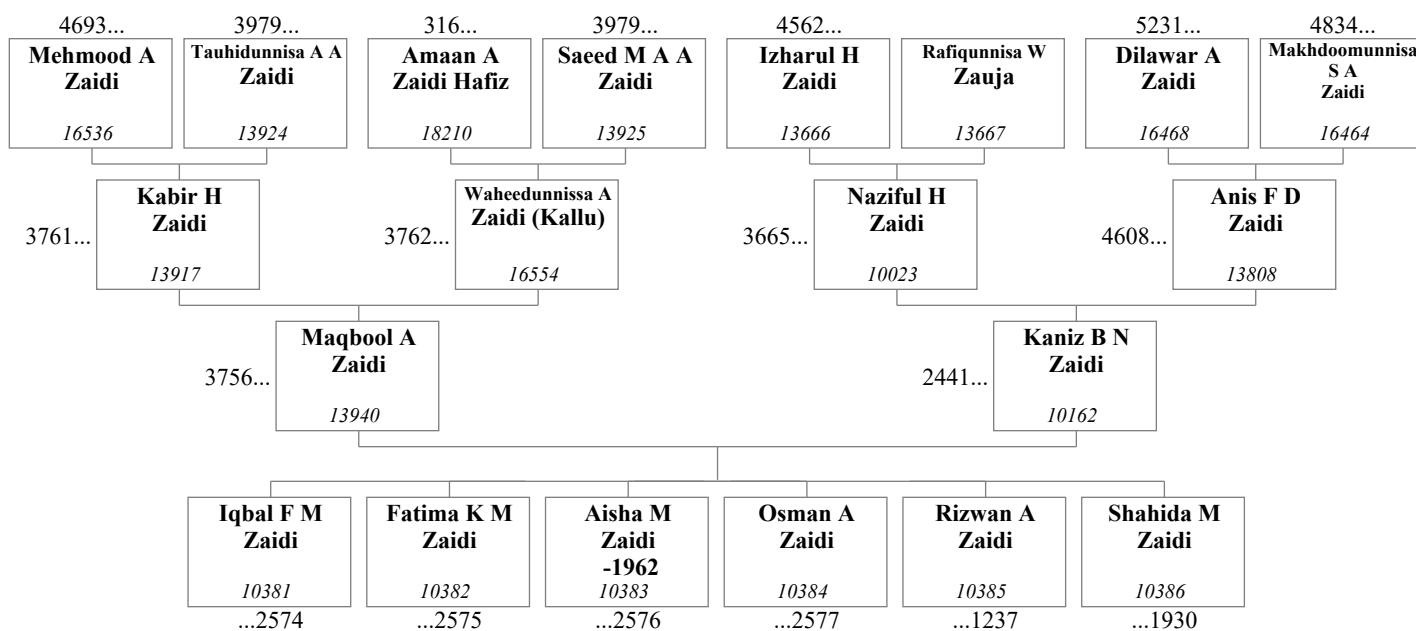 4693...
3979...
316...
3979...
4562...
5231...
4834...
Mehmood A
Zaidi
16536
Tauhidunnisa A A
Zaidi
13924
Amaan A
Zaidi Hafiz
18210
Saeed M A A
Zaidi
13925
Izharul H
Zaidi
13666
Rafiqunnisa W
Zauja
13667
Dilawar A
Zaidi
16468
Makhdoomunnisa
S A
Zaidi
16464
3761...
Kabir H
Zaidi
13917
3762...
Waheedunnissa A
Zaidi (Kallu)
16554
3665...
Naziful H
Zaidi
10023
4608...
Anis F D
Zaidi
13808
3756...
Maqbool A
Zaidi
13940
2441...
Kaniz B N
Zaidi
10162
Iqbal F M
Zaidi
10381
...2574
Fatima K M
Zaidi
10382
...2575
Aisha M
Zaidi
-1962
10383
...2576
Osman A
Zaidi
10384
...2577
Rizwan A
Zaidi
10385
...1237
Shahida M
Zaidi
10386
...1930